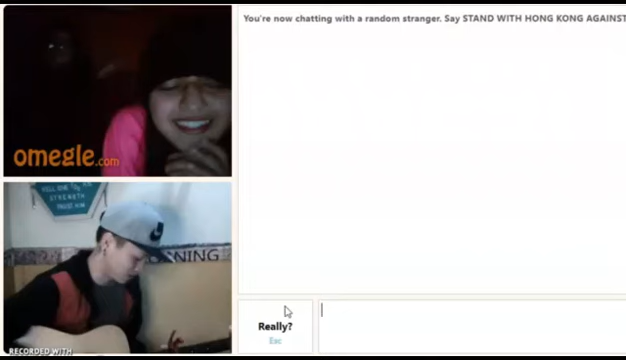 You're now chatting with a random stranger. Say STAND WITH HONG KONG AGAINST
omegle.com
STRENGTH
NING
Really?
Esc
RECORDED WITH